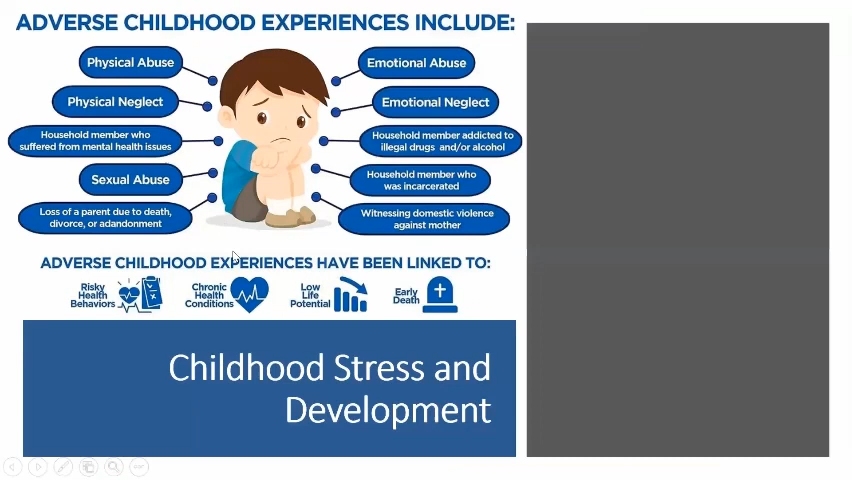 ADVERSE CHILDHOOD EXPERIENCES INCLUDE:
Physical Abuse
Emotional Abuse
Physical Neglect
Emotional Neglect
Household member who
suffered from mental health issues
Household member addicted to
illegal drugs and/or alcohol
Sexual Abuse
Household member who
was incarcerated
Loss of a parent due to death,
divorce, or adandonment
Witnessing domestic violence
against mother
ADVERSE CHILDHOOD EXPERIENCES HAVE BEEN LINKED TO:
Risky
Health
Behaviors
Chronic
Health
Conditions
Low
Life
Potential
Early
Death
Childhood Stress and
Development